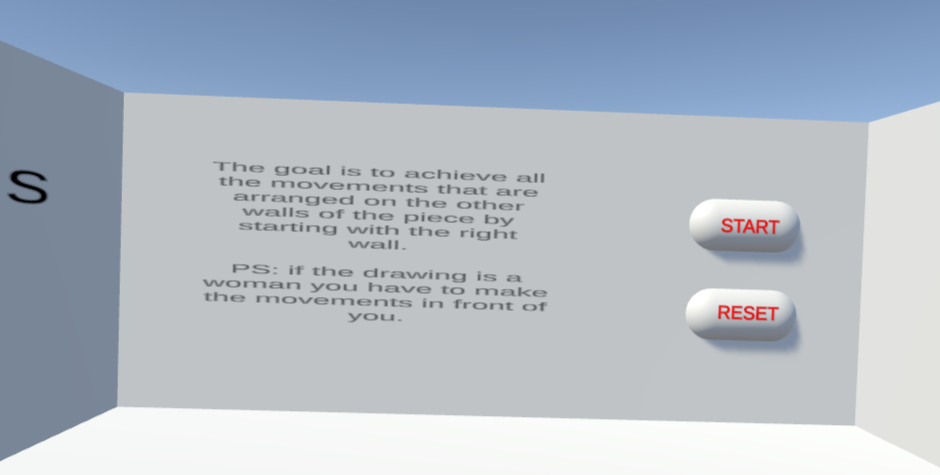 S
The goal is to achieve all
the movements that are
arranged on the other
walls of the piece by
starting with the right
wall.
PS: if the drawing is a
woman you have to make
the movements in front of
you.
START
RESET